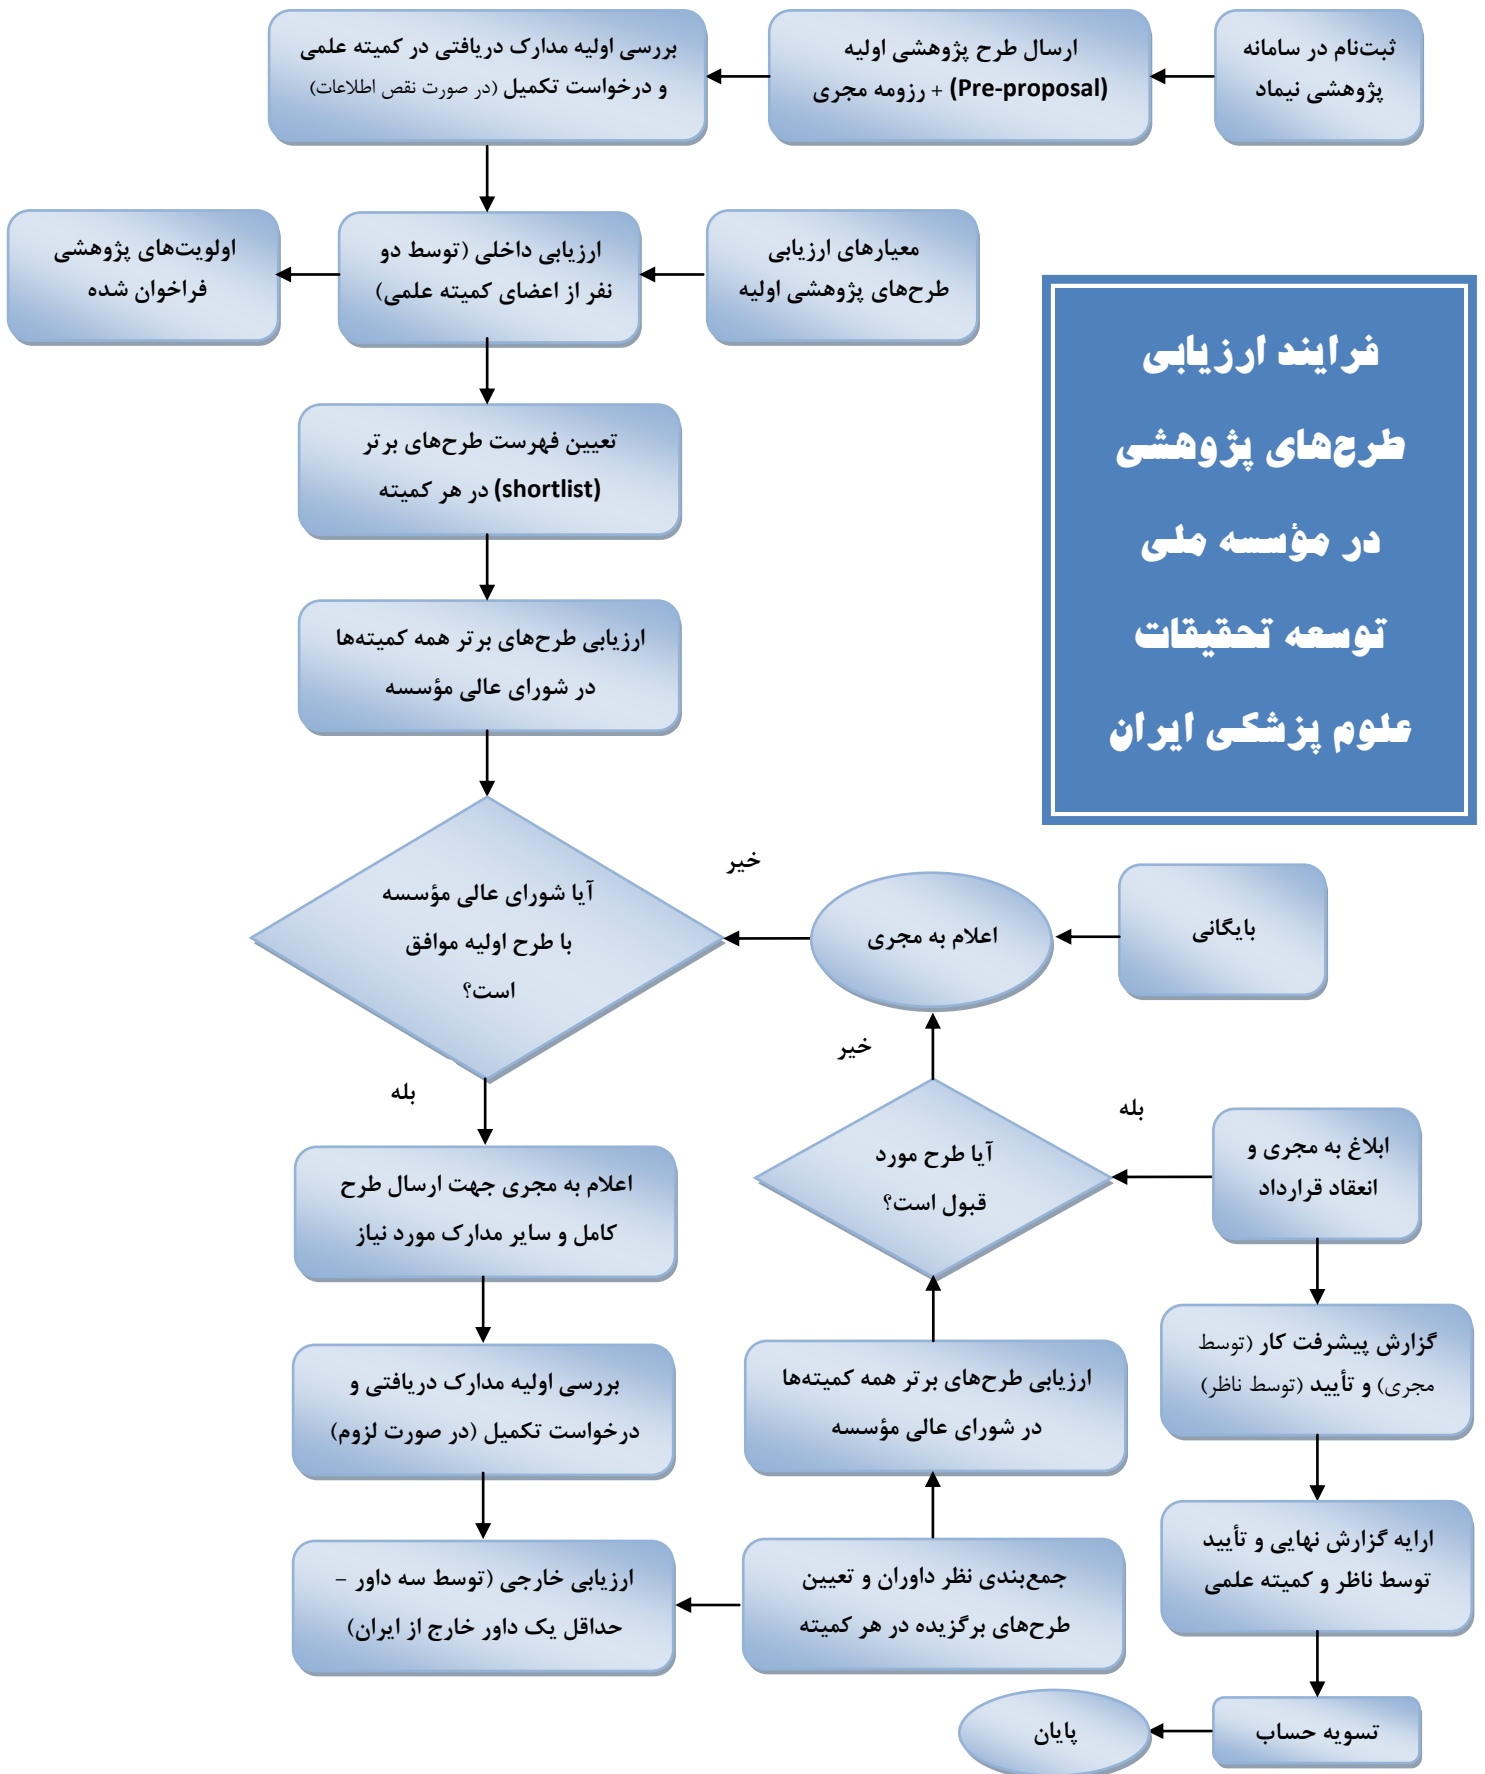 ثبت‌نام در سامانه
پژوهشی نیماد
ارسال طرح پژوهشی اولیه
(Pre-proposal) + رزومه مجری
بررسی اولیه مدارک دریافتی در کمیته علمی
و درخواست تکمیل (در صورت نقص اطلاعات)
معیارهای ارزیابی
طرح‌های پژوهشی اولیه
ارزیابی داخلی (توسط دو
نفر از اعضای کمیته علمی)
اولویت‌های پژوهشی
فراخوان شده
فرایند ارزیابی
طرح‌های پژوهشی
در مؤسسه ملی
توسعه تحقیقات
علوم پزشکی ایران
تعیین فهرست طرح‌های برتر
(shortlist) در هر کمیته
ارزیابی طرح‌های برتر همه کمیته‌ها
در شورای عالی مؤسسه
آیا شورای عالی مؤسسه
با طرح اولیه موافق
است؟
خیر
اعلام به مجری
بایگانی
بله
خیر
اعلام به مجری جهت ارسال طرح
کامل و سایر مدارک مورد نیاز
بررسی اولیه مدارک دریافتی و
درخواست تکمیل (در صورت لزوم)
ارزیابی خارجی (توسط سه داور –
حداقل یک داور خارج از ایران)
جمع‌بندی نظر داوران و تعیین
طرح‌های برگزیده در هر کمیته
ارزیابی طرح‌های برتر همه کمیته‌ها
در شورای عالی مؤسسه
آیا طرح مورد
قبول است؟
بله
ابلاغ به مجری و
انعقاد قرارداد
گزارش پیشرفت کار (توسط
مجری) و تأیید (توسط ناظر)
ارایه گزارش نهایی و تأیید
توسط ناظر و کمیته علمی
تسویه حساب
پایان